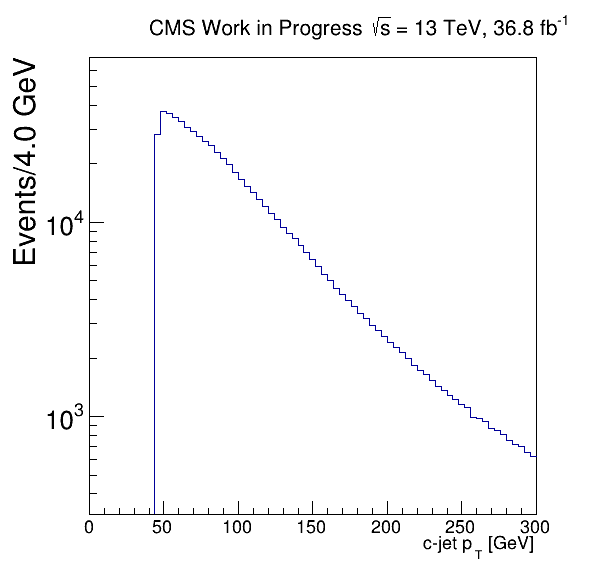 CMS Work in Progress √s = 13 TeV, 36.8 fb⁻¹
Events/4.0 GeV
10⁴
10³
0 50 100 150 200 250 300
c-jet p_T [GeV]